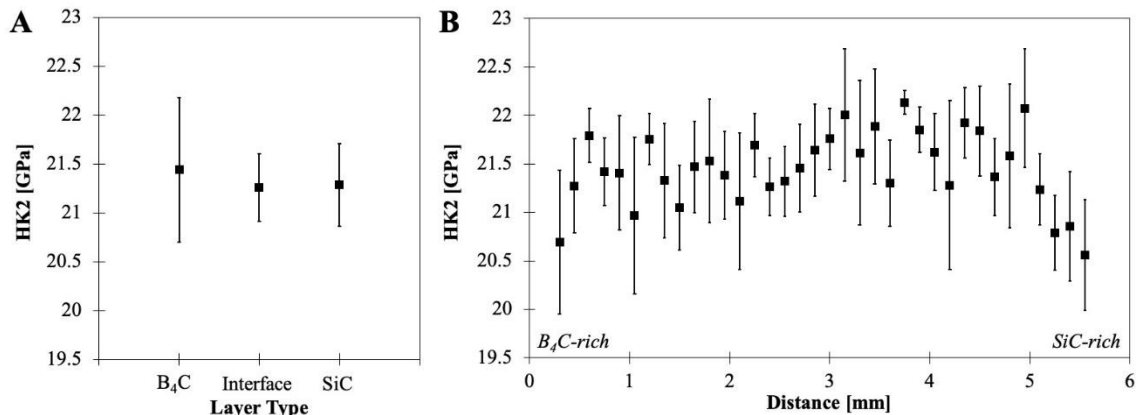 A
HK2 [GPa]
23
22.5
22
21.5
21
20.5
20
19.5
B₄C Interface SiC
Layer Type
B
HK2 [GPa]
23
22.5
22
21.5
21
20.5
20
19.5
B₄C-rich SiC-rich
0 1 2 3 4 5 6
Distance [mm]